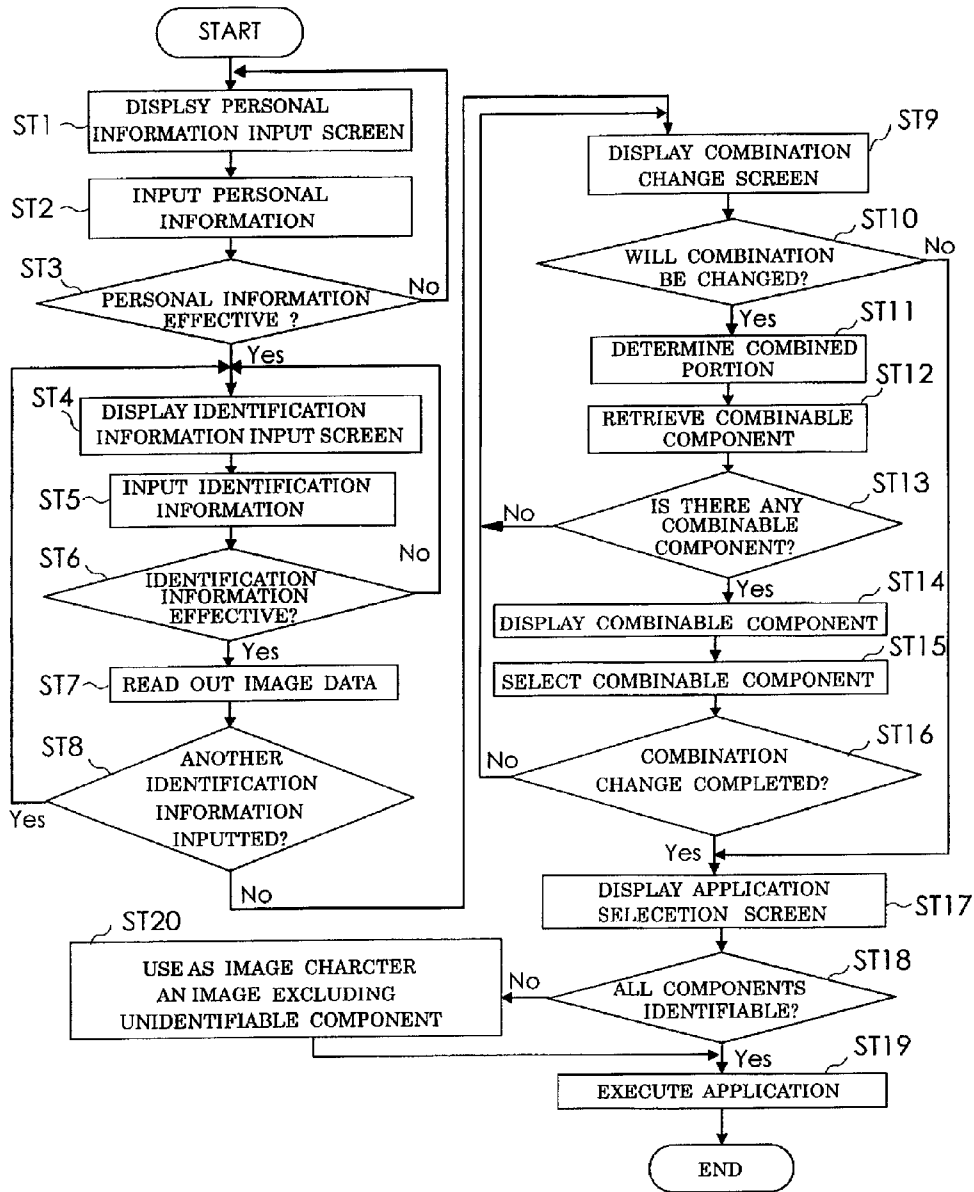 START
ST1
DISPLSY PERSONAL
INFORMATION INPUT SCREEN
ST2
INPUT PERSONAL
INFORMATION
ST3
PERSONAL INFORMATION
EFFECTIVE ?
No
Yes
ST4
DISPLAY IDENTIFICATION
INFORMATION INPUT SCREEN
ST5
INPUT IDENTIFICATION
INFORMATION
ST6
IDENTIFICATION
INFORMATION
EFFECTIVE?
No
Yes
ST7
READ OUT IMAGE DATA
ST8
ANOTHER
IDENTIFICATION
INFORMATION
INPUTTED?
Yes
No
ST9
DISPLAY COMBINATION
CHANGE SCREEN
ST10
WILL COMBINATION
BE CHANGED?
No
Yes
ST11
DETERMINE COMBINED
PORTION
ST12
RETRIEVE COMBINABLE
COMPONENT
ST13
IS THERE ANY
COMBINABLE
COMPONENT?
No
Yes
ST14
DISPLAY COMBINABLE COMPONENT
ST15
SELECT COMBINABLE COMPONENT
ST16
COMBINATION
CHANGE COMPLETED?
No
Yes
DISPLAY APPLICATION
SELECETION SCREEN
ST17
ST18
ALL COMPONENTS
IDENTIFIABLE?
No
Yes
ST20
USE AS IMAGE CHARCTER
AN IMAGE EXCLUDING
UNIDENTIFIABLE COMPONENT
ST19
EXECUTE APPLICATION
END